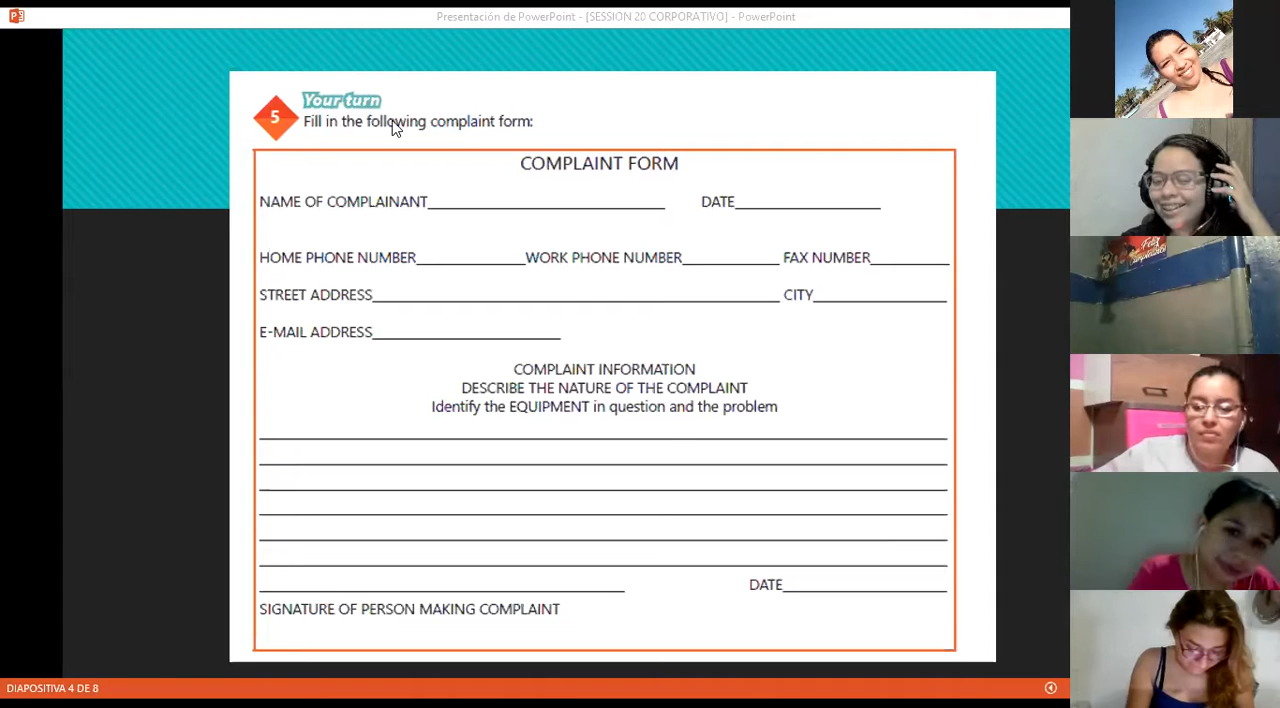 Presentación de PowerPoint - [SESSION 20 CORPORATIVO] - PowerPoint
Your turn
5
Fill in the following complaint form:
COMPLAINT FORM
NAME OF COMPLAINANT DATE
HOME PHONE NUMBER WORK PHONE NUMBER FAX NUMBER
STREET ADDRESS CITY
E-MAIL ADDRESS
COMPLAINT INFORMATION
DESCRIBE THE NATURE OF THE COMPLAINT
Identify the EQUIPMENT in question and the problem
DATE
SIGNATURE OF PERSON MAKING COMPLAINT
DIAPOSITIVA 4 DE 8
Feliz
Cumpleaños